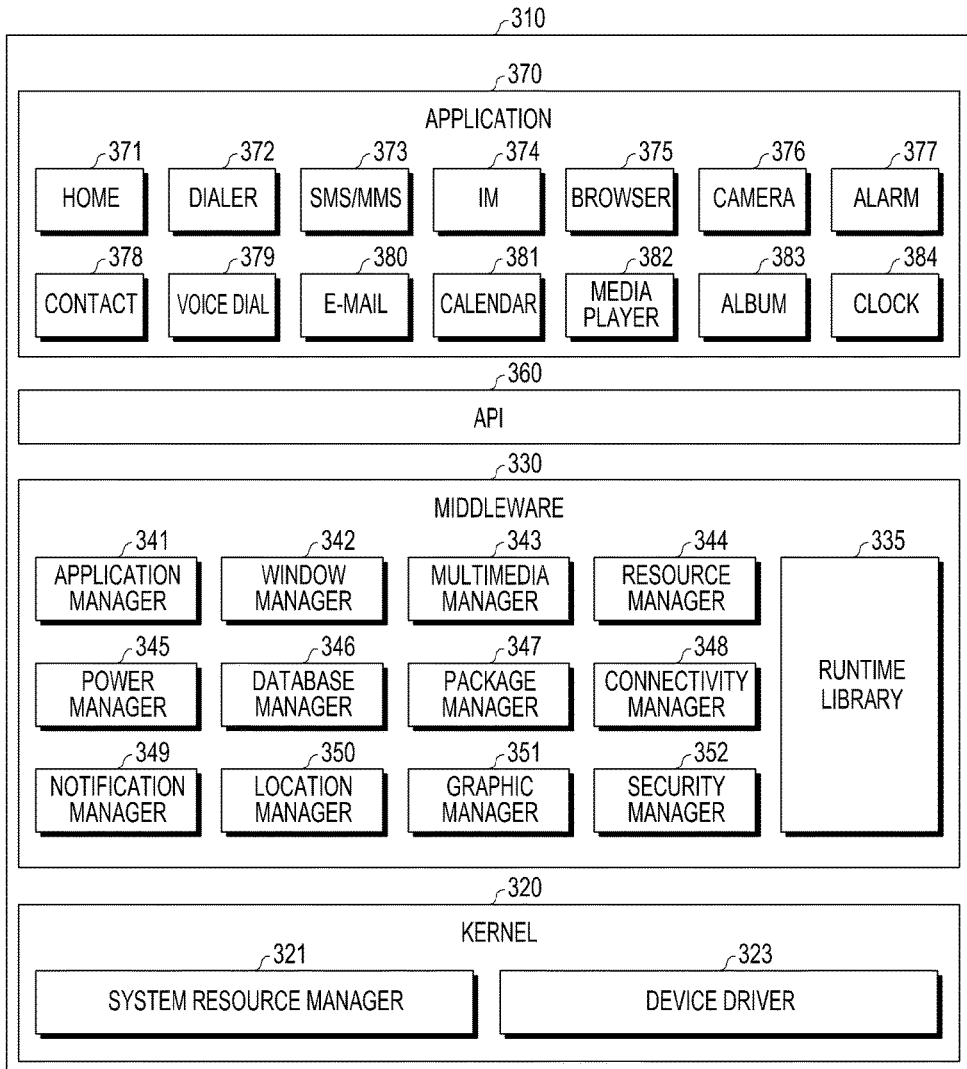 310
370
APPLICATION
371 372 373 374 375 376 377
HOME DIALER SMS/MMS IM BROWSER CAMERA ALARM
378 379 380 381 382 383 384
CONTACT VOICE DIAL E-MAIL CALENDAR MEDIA PLAYER ALBUM CLOCK
360
API
330
MIDDLEWARE
341 342 343 344 335
APPLICATION MANAGER WINDOW MANAGER MULTIMEDIA MANAGER RESOURCE MANAGER
345 346 347 348
POWER MANAGER DATABASE MANAGER PACKAGE MANAGER CONNECTIVITY MANAGER
RUNTIME LIBRARY
349 350 351 352
NOTIFICATION MANAGER LOCATION MANAGER GRAPHIC MANAGER SECURITY MANAGER
320
KERNEL
321 323
SYSTEM RESOURCE MANAGER DEVICE DRIVER